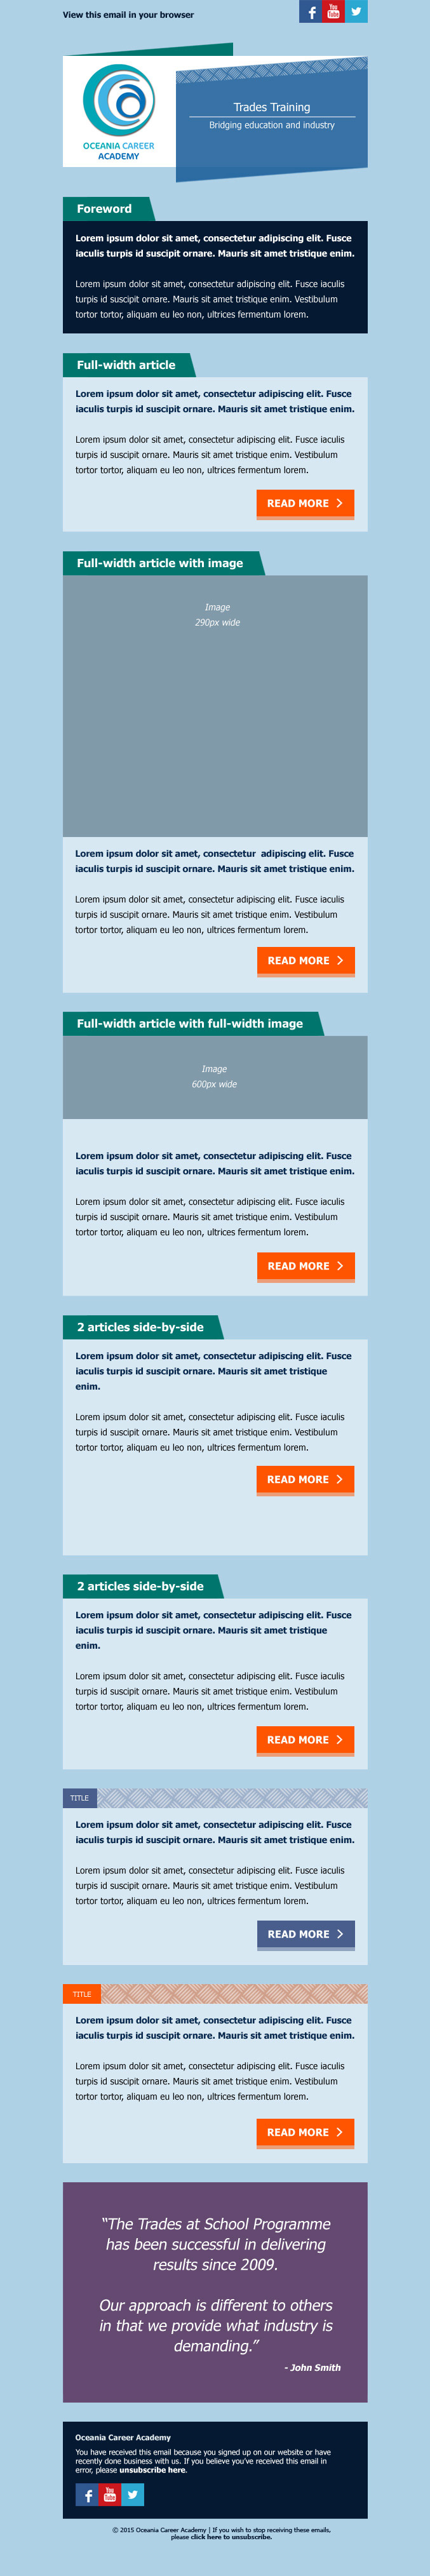 View this email in your browser
You
Tube
OCEANIA CAREER
ACADEMY
Trades Training
Bridging education and industry
Foreword
Lorem ipsum dolor sit amet, consectetur adipiscing elit. Fusce
iaculis turpis id suscipit ornare. Mauris sit amet tristique enim.
Lorem ipsum dolor sit amet, consectetur adipiscing elit. Fusce iaculis
turpis id suscipit ornare. Mauris sit amet tristique enim. Vestibulum
tortor tortor, aliquam eu leo non, ultrices fermentum lorem.
Full-width article
Lorem ipsum dolor sit amet, consectetur adipiscing elit. Fusce
iaculis turpis id suscipit ornare. Mauris sit amet tristique enim.
Lorem ipsum dolor sit amet, consectetur adipiscing elit. Fusce iaculis
turpis id suscipit ornare. Mauris sit amet tristique enim. Vestibulum
tortor tortor, aliquam eu leo non, ultrices fermentum lorem.
READ MORE >
Full-width article with image
Image
290px wide
Lorem ipsum dolor sit amet, consectetur adipiscing elit. Fusce
iaculis turpis id suscipit ornare. Mauris sit amet tristique enim.
Lorem ipsum dolor sit amet, consectetur adipiscing elit. Fusce iaculis
turpis id suscipit ornare. Mauris sit amet tristique enim. Vestibulum
tortor tortor, aliquam eu leo non, ultrices fermentum lorem.
READ MORE >
Full-width article with full-width image
Image
600px wide
Lorem ipsum dolor sit amet, consectetur adipiscing elit. Fusce
iaculis turpis id suscipit ornare. Mauris sit amet tristique enim.
Lorem ipsum dolor sit amet, consectetur adipiscing elit. Fusce iaculis
turpis id suscipit ornare. Mauris sit amet tristique enim. Vestibulum
tortor tortor, aliquam eu leo non, ultrices fermentum lorem.
READ MORE >
2 articles side-by-side
Lorem ipsum dolor sit amet, consectetur adipiscing elit. Fusce
iaculis turpis id suscipit ornare. Mauris sit amet tristique
enim.
Lorem ipsum dolor sit amet, consectetur adipiscing elit. Fusce iaculis
turpis id suscipit ornare. Mauris sit amet tristique enim. Vestibulum
tortor tortor, aliquam eu leo non, ultrices fermentum lorem.
READ MORE >
2 articles side-by-side
Lorem ipsum dolor sit amet, consectetur adipiscing elit. Fusce
iaculis turpis id suscipit ornare. Mauris sit amet tristique
enim.
Lorem ipsum dolor sit amet, consectetur adipiscing elit. Fusce iaculis
turpis id suscipit ornare. Mauris sit amet tristique enim. Vestibulum
tortor tortor, aliquam eu leo non, ultrices fermentum lorem.
READ MORE >
TITLE
Lorem ipsum dolor sit amet, consectetur adipiscing elit. Fusce
iaculis turpis id suscipit ornare. Mauris sit amet tristique enim.
Lorem ipsum dolor sit amet, consectetur adipiscing elit. Fusce iaculis
turpis id suscipit ornare. Mauris sit amet tristique enim. Vestibulum
tortor tortor, aliquam eu leo non, ultrices fermentum lorem.
READ MORE >
TITLE
Lorem ipsum dolor sit amet, consectetur adipiscing elit. Fusce
iaculis turpis id suscipit ornare. Mauris sit amet tristique enim.
Lorem ipsum dolor sit amet, consectetur adipiscing elit. Fusce iaculis
turpis id suscipit ornare. Mauris sit amet tristique enim. Vestibulum
tortor tortor, aliquam eu leo non, ultrices fermentum lorem.
READ MORE >
“The Trades at School Programme
has been successful in delivering
results since 2009.
Our approach is different to others
in that we provide what industry is
demanding.”
- John Smith
Oceania Career Academy
You have received this email because you signed up on our website or have
recently done business with us. If you believe you've received this email in
error, please unsubscribe here.
You
Tube
© 2015 Oceania Career Academy | If you wish to stop receiving these emails,
please click here to unsubscribe.